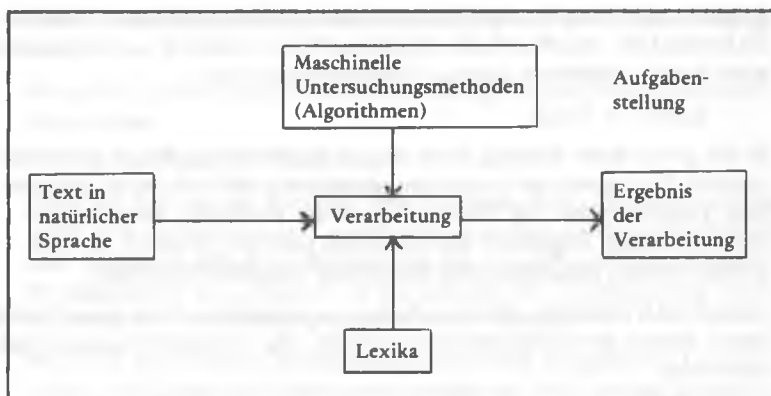 Maschinelle
Untersuchungsmethoden
(Algorithmen)
Aufgaben-
stellung
Text in
natürlicher
Sprache
Verarbeitung
Ergebnis
der
Verarbeitung
Lexika